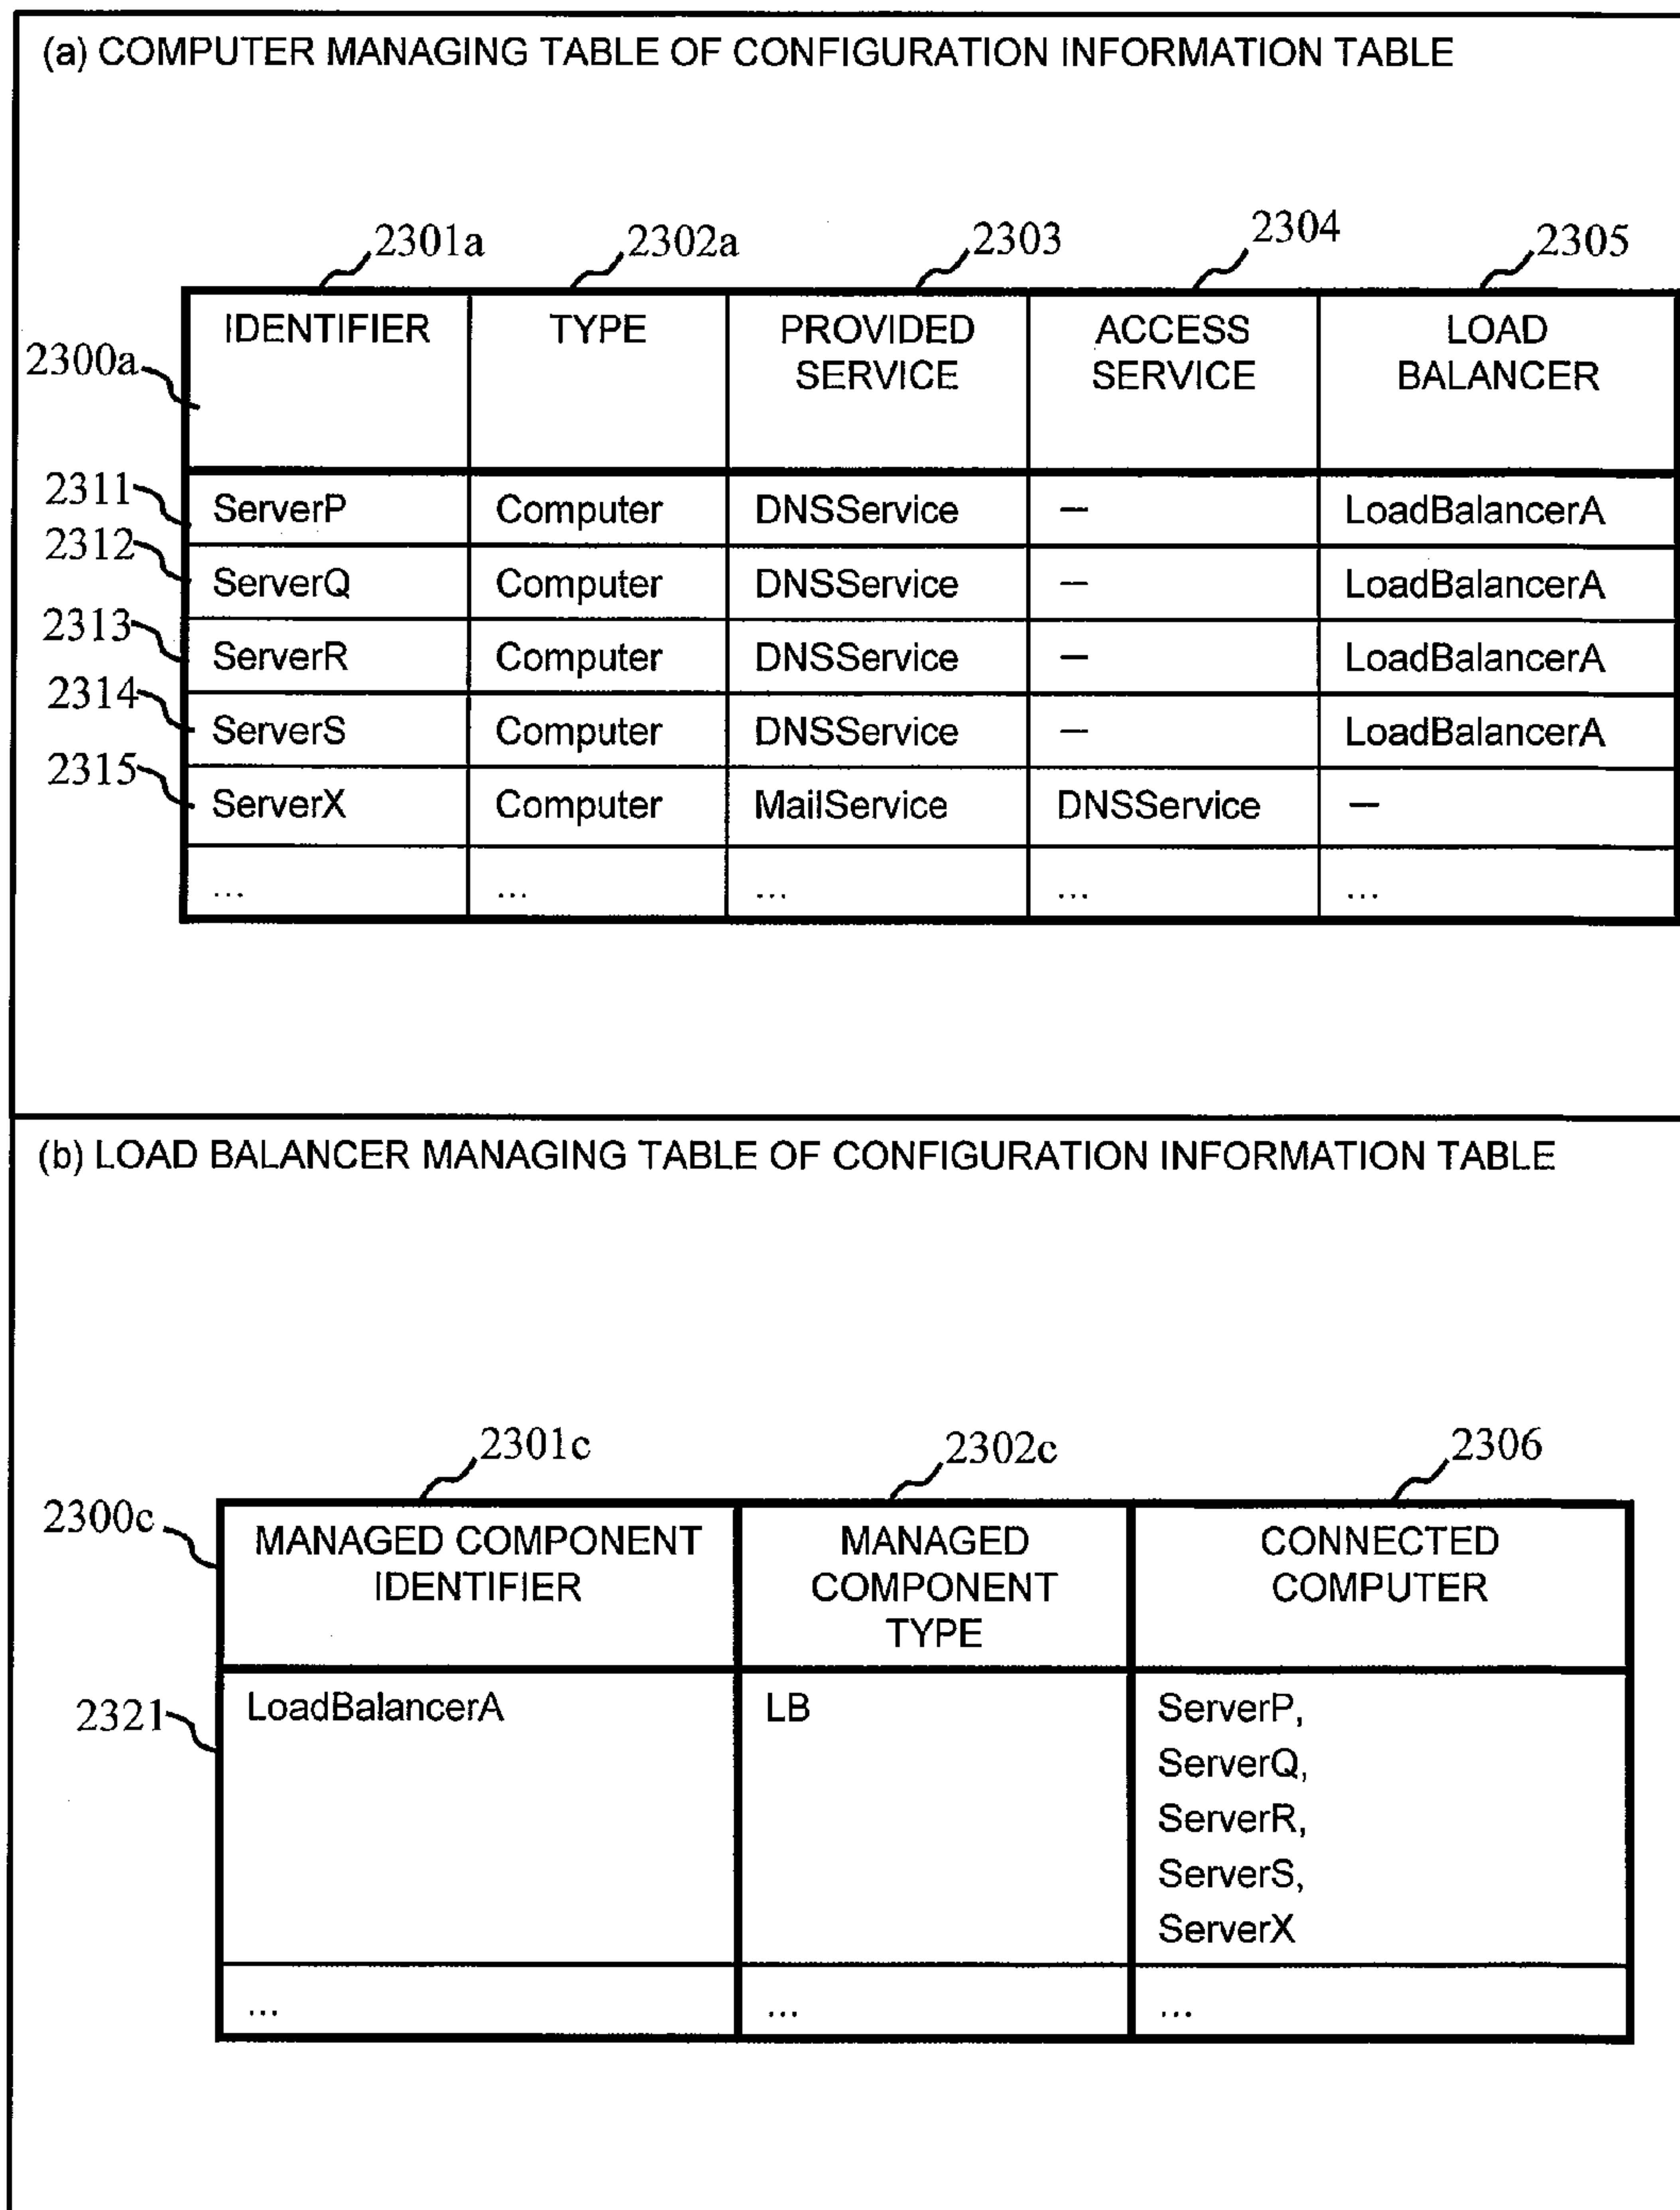 (a) COMPUTER MANAGING TABLE OF CONFIGURATION INFORMATION TABLE
2301a 2302a 2303 2304 2305
2300a
IDENTIFIER TYPE PROVIDED SERVICE ACCESS SERVICE LOAD BALANCER
2311 ServerP Computer DNSService — LoadBalancerA
2312 ServerQ Computer DNSService — LoadBalancerA
2313 ServerR Computer DNSService — LoadBalancerA
2314 ServerS Computer DNSService — LoadBalancerA
2315 ServerX Computer MailService DNSService —
... ... ... ... ...
(b) LOAD BALANCER MANAGING TABLE OF CONFIGURATION INFORMATION TABLE
2301c 2302c 2306
2300c
MANAGED COMPONENT IDENTIFIER MANAGED COMPONENT TYPE CONNECTED COMPUTER
2321 LoadBalancerA LB ServerP,
ServerQ,
ServerR,
ServerS,
ServerX
... ... ...